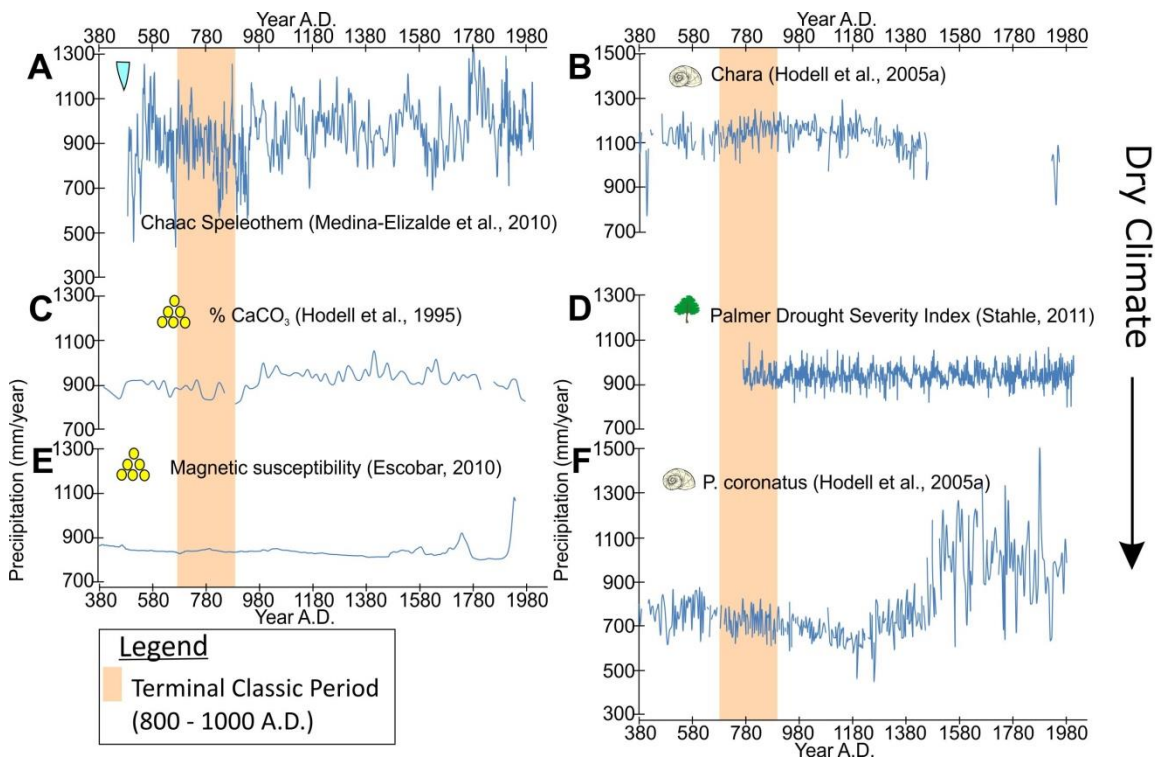 Year A.D.
380 580 780 980 1180 1380 1580 1780 1980
A
1300
1100
900
700
500
300
Chaac Speleothem (Medina-Elizalde et al., 2010)
Year A.D.
380 580 780 980 1180 1380 1580 1780 1980
B
1500
1300
1100
900
700
Chara (Hodell et al., 2005a)
C
1300
1100
900
700
% CaCO₃ (Hodell et al., 1995)
D
1300
1100
900
700
Palmer Drought Severity Index (Stahle, 2011)
E
1300
1100
900
700
Magnetic susceptibility (Escobar, 2010)
Preciipitation (mm/year)
380 580 780 980 1180 1380 1580 1780 1980
Year A.D.
F
1500
1300
1100
900
700
500
300
P. coronatus (Hodell et al., 2005a)
Preciipitation (mm/year)
380 580 780 980 1180 1380 1580 1780 1980
Year A.D.
Dry Climate
Legend
Terminal Classic Period
(800 - 1000 A.D.)